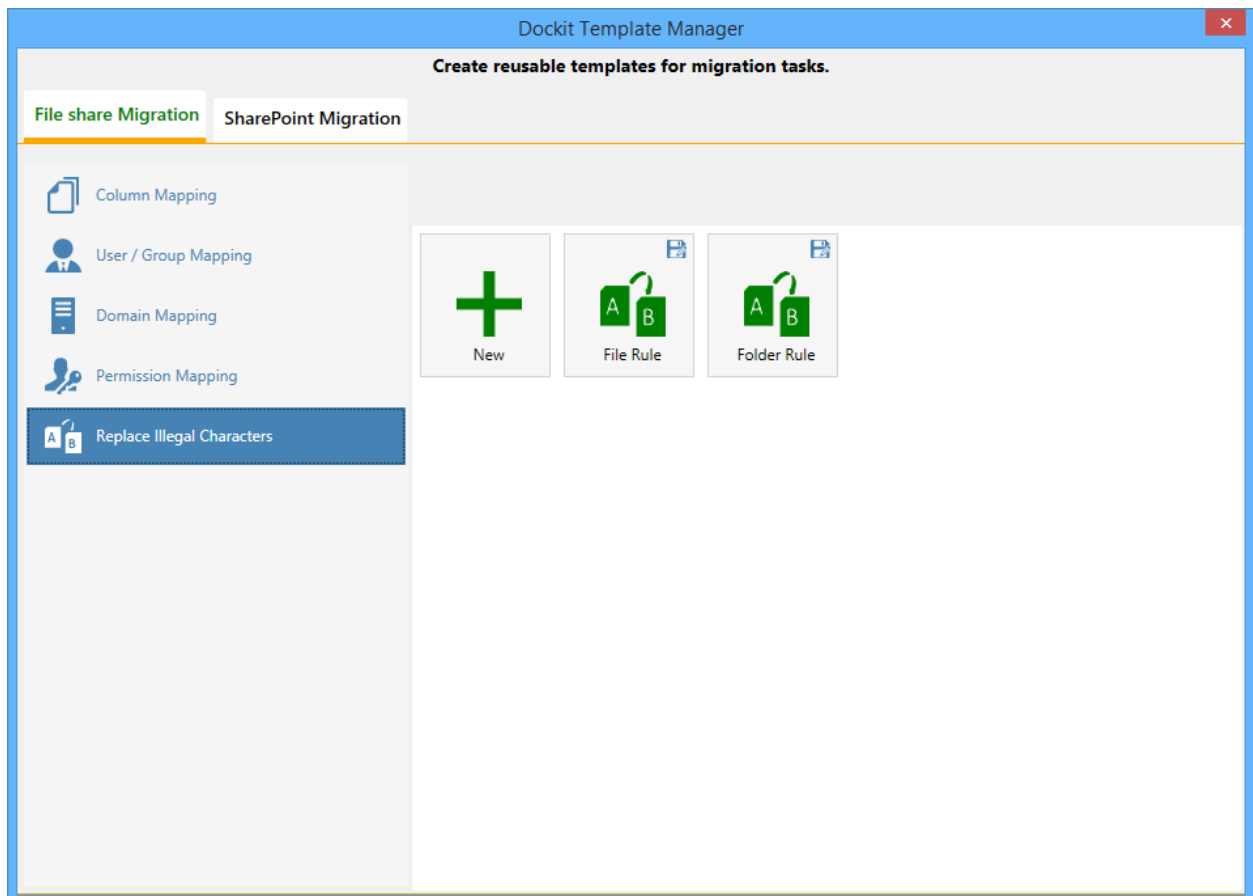 Dockit Template Manager
Create reusable templates for migration tasks.
File share Migration
SharePoint Migration
Column Mapping
User / Group Mapping
Domain Mapping
Permission Mapping
A B
Replace Illegal Characters
New
A B
File Rule
A B
Folder Rule